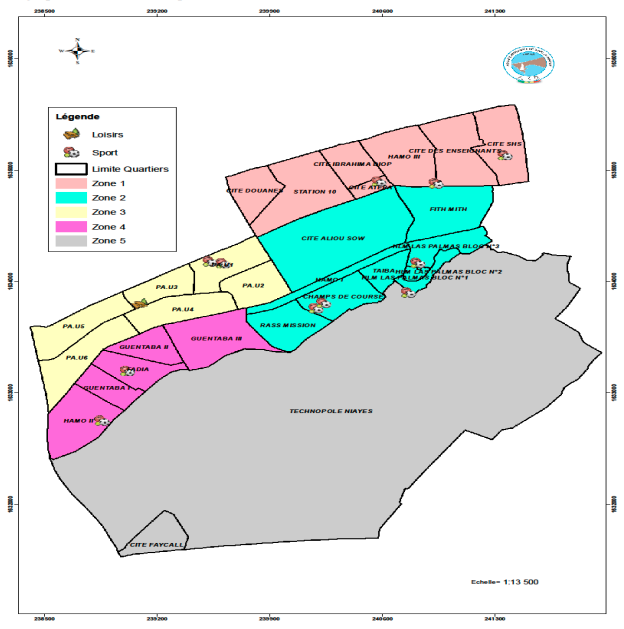 238500 239200 239900 240600 241300
N
W E
S
Légende
Loisirs
Sport
Limite Quartiers
Zone 1
Zone 2
Zone 3
Zone 4
Zone 5
CITE SHS
CITE DES ENSEIGNANTS
HAMO III
CITE IBRAHIMA DIOP
CITE ATEPA
STATION 10
CITE DOUANES
FITH MITH
CITE ALIOU SOW
HLM LAS PALMAS BLOC N°3
TAIBA
HLM LAS PALMAS BLOC N°2
HLM LAS PALMAS BLOC N°1
HAMO I
CHAMPS DE COURSE
RASS MISSION
PA.U3
PA.U2
PA.U4
PA.U5
PA.U6
GUENTABA III
GUENTABA II
FADIA
GUENTABA I
HAMO II
TECHNOPOLE NIAYES
CITE FAYCALL
Echelle= 1:13 500
238500 239200 239900 240600 241300